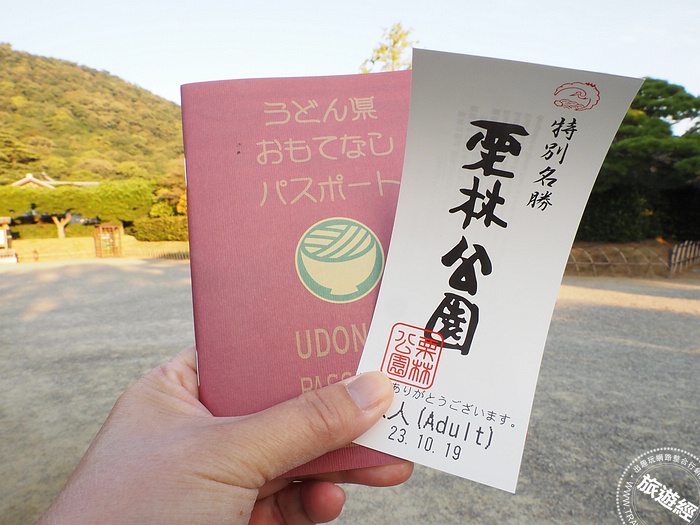 うどん県
おもてなし
パスポート
UDON
PASS
特別名勝
栗林公園
栗林
公園
ありがとうございます。
人(Adult)
23.10.19
旅遊經